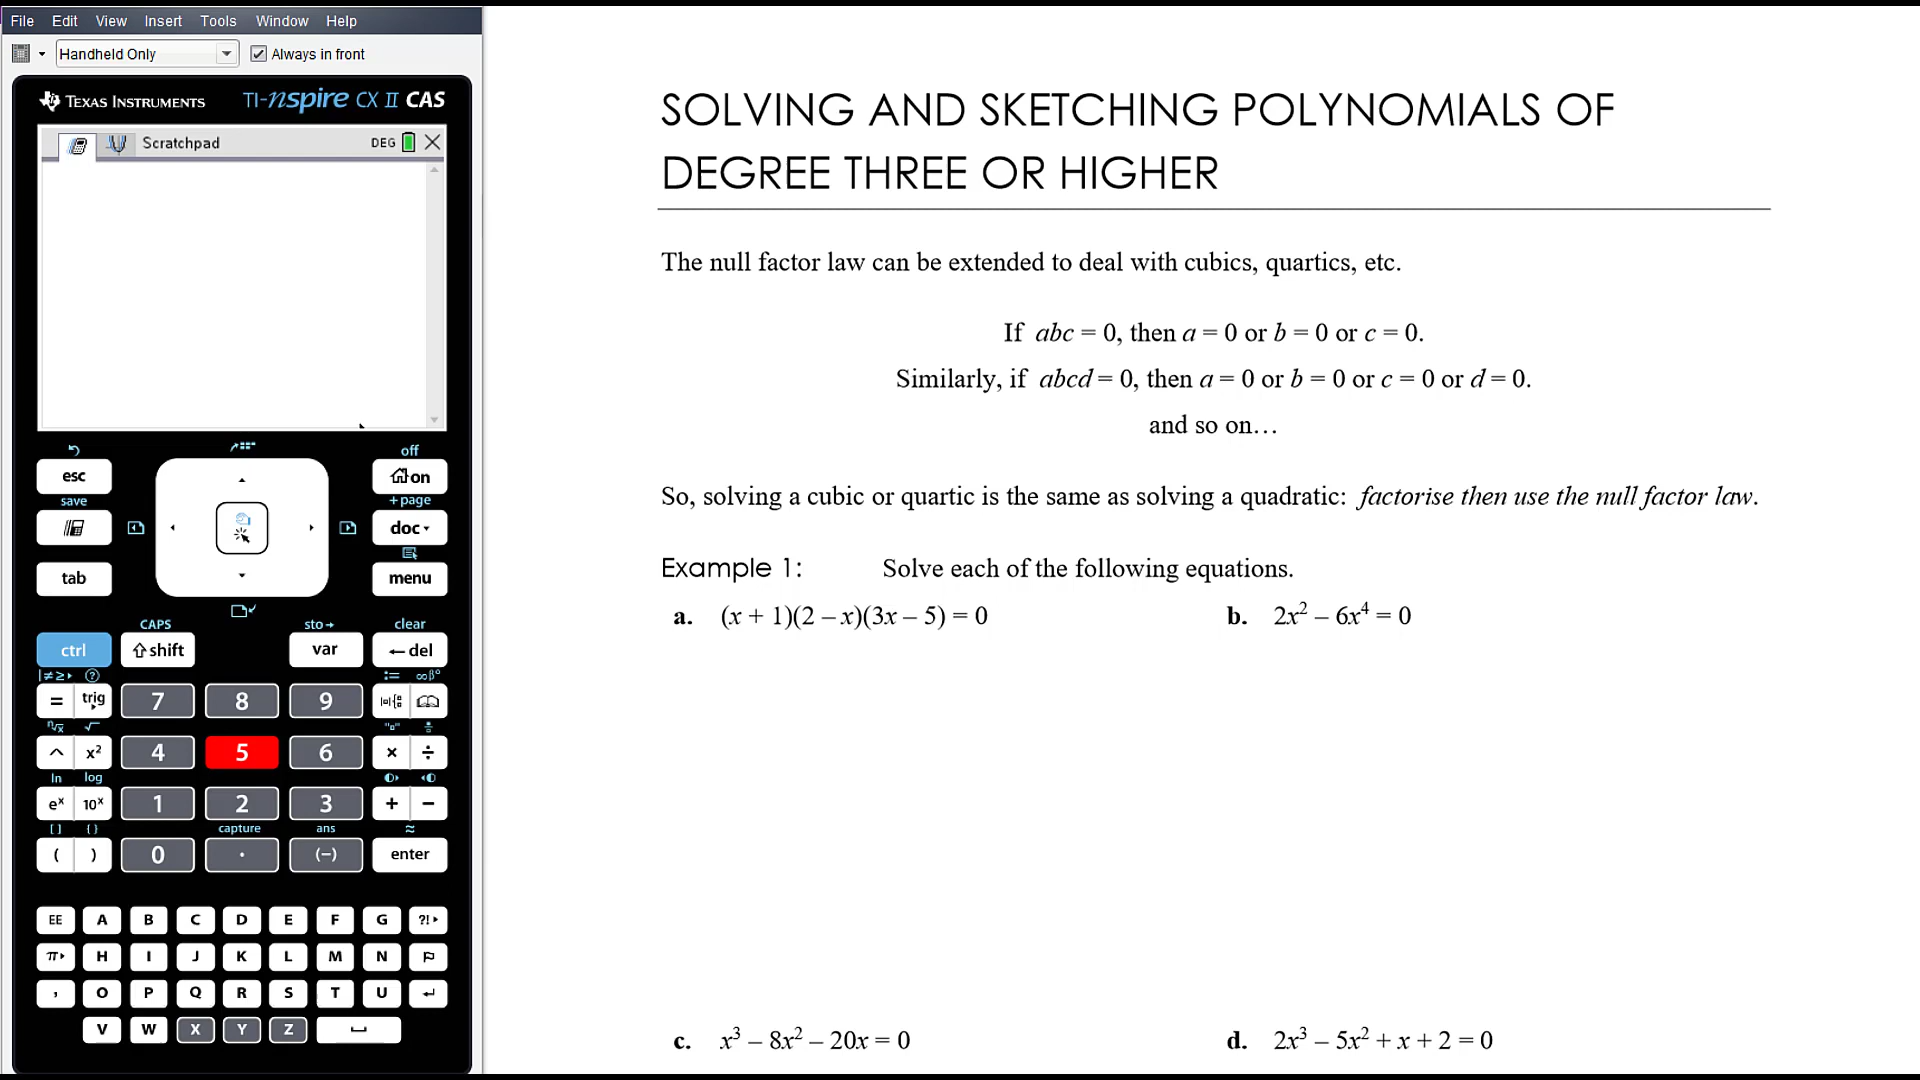 File Edit View Insert Tools Window Help
Handheld Only Always in front
TEXAS INSTRUMENTS TI-nspire CX II CAS
Scratchpad DEG
off
esc on
save +page
doc
tab menu
CAPS sto→ clear
ctrl ⇧shift var ←del
|≠≥▸ ? := ∞β°
= trig 7 8 9
ⁿ√x √
^ x² 4 5 6 × ÷
ln log
eˣ 10ˣ 1 2 3 + −
[ ] { } capture ans ≈
( ) 0 . (−) enter
EE A B C D E F G ?!▸
π▸ H I J K L M N
, O P Q R S T U ↵
V W X Y Z
SOLVING AND SKETCHING POLYNOMIALS OF
DEGREE THREE OR HIGHER
The null factor law can be extended to deal with cubics, quartics, etc.
If abc = 0, then a = 0 or b = 0 or c = 0.
Similarly, if abcd = 0, then a = 0 or b = 0 or c = 0 or d = 0.
and so on…
So, solving a cubic or quartic is the same as solving a quadratic: factorise then use the null factor law.
Example 1: Solve each of the following equations.
a. (x + 1)(2 – x)(3x – 5) = 0 b. 2x² – 6x⁴ = 0
c. x³ – 8x² – 20x = 0 d. 2x³ – 5x² + x + 2 = 0